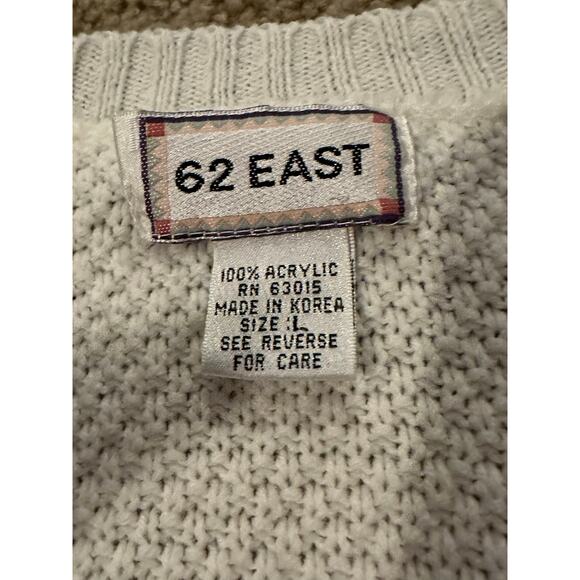 62 EAST
100% ACRYLIC
RN 63015
MADE IN KOREA
SIZE :L
SEE REVERSE
FOR CARE